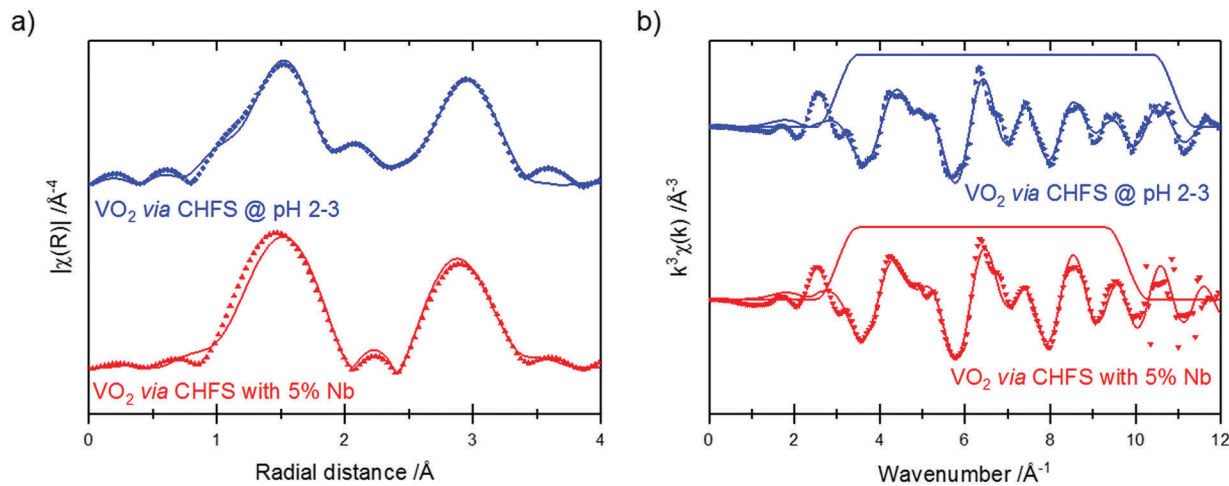 a)
|χ(R)| /Å-4
VO2 via CHFS @ pH 2-3
VO2 via CHFS with 5% Nb
0 1 2 3 4
Radial distance /Å
b)
k3χ(k) /Å-3
VO2 via CHFS @ pH 2-3
VO2 via CHFS with 5% Nb
0 2 4 6 8 10 12
Wavenumber /Å-1